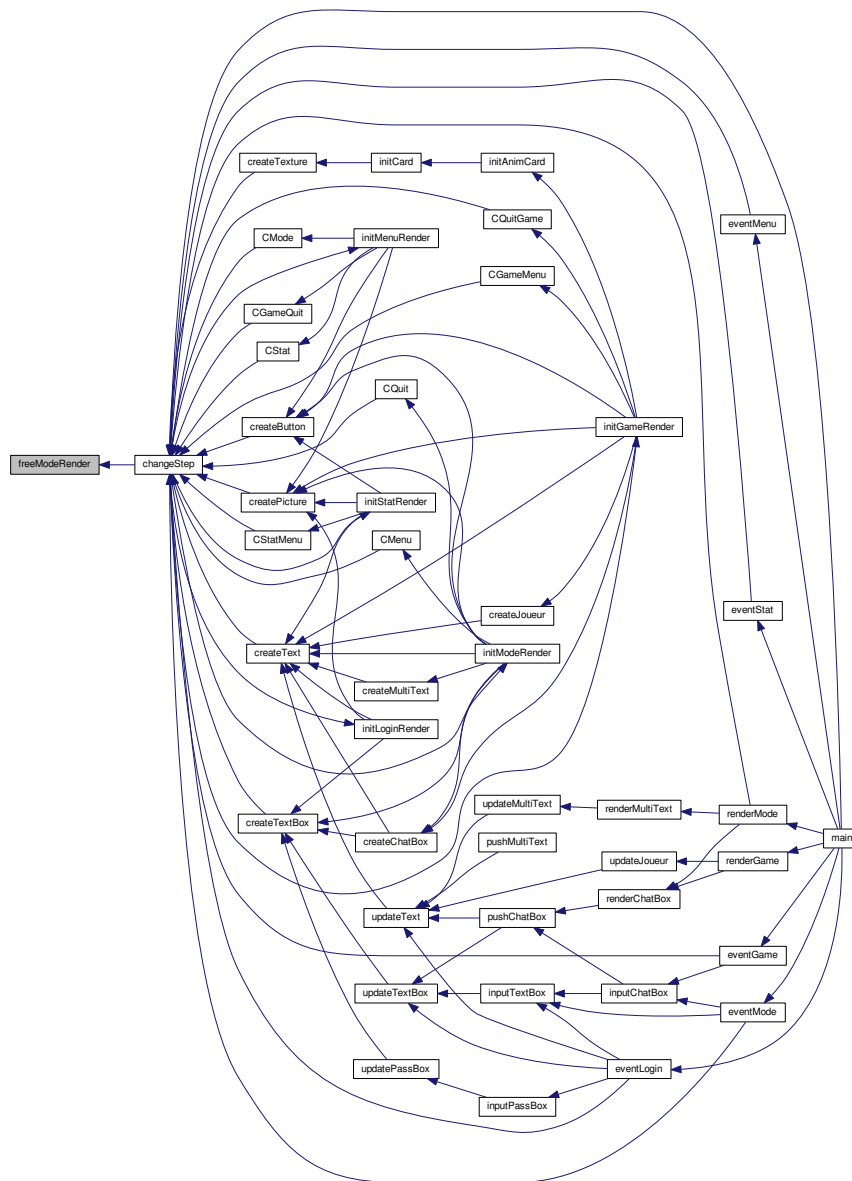 createTexture
initCard
initAnimCard
CQuitGame
eventMenu
CMode
initMenuRender
CGameMenu
CGameQuit
CStat
CQuit
createButton
initGameRender
freeModeRender
changeStep
createPicture
initStatRender
CStatMenu
CMenu
eventStat
createJoueur
createText
initModeRender
createMultiText
initLoginRender
updateMultiText
renderMultiText
renderMode
createTextBox
main
createChatBox
pushMultiText
updateJoueur
renderGame
renderChatBox
updateText
pushChatBox
eventGame
updateTextBox
inputTextBox
inputChatBox
eventMode
updatePassBox
eventLogin
inputPassBox